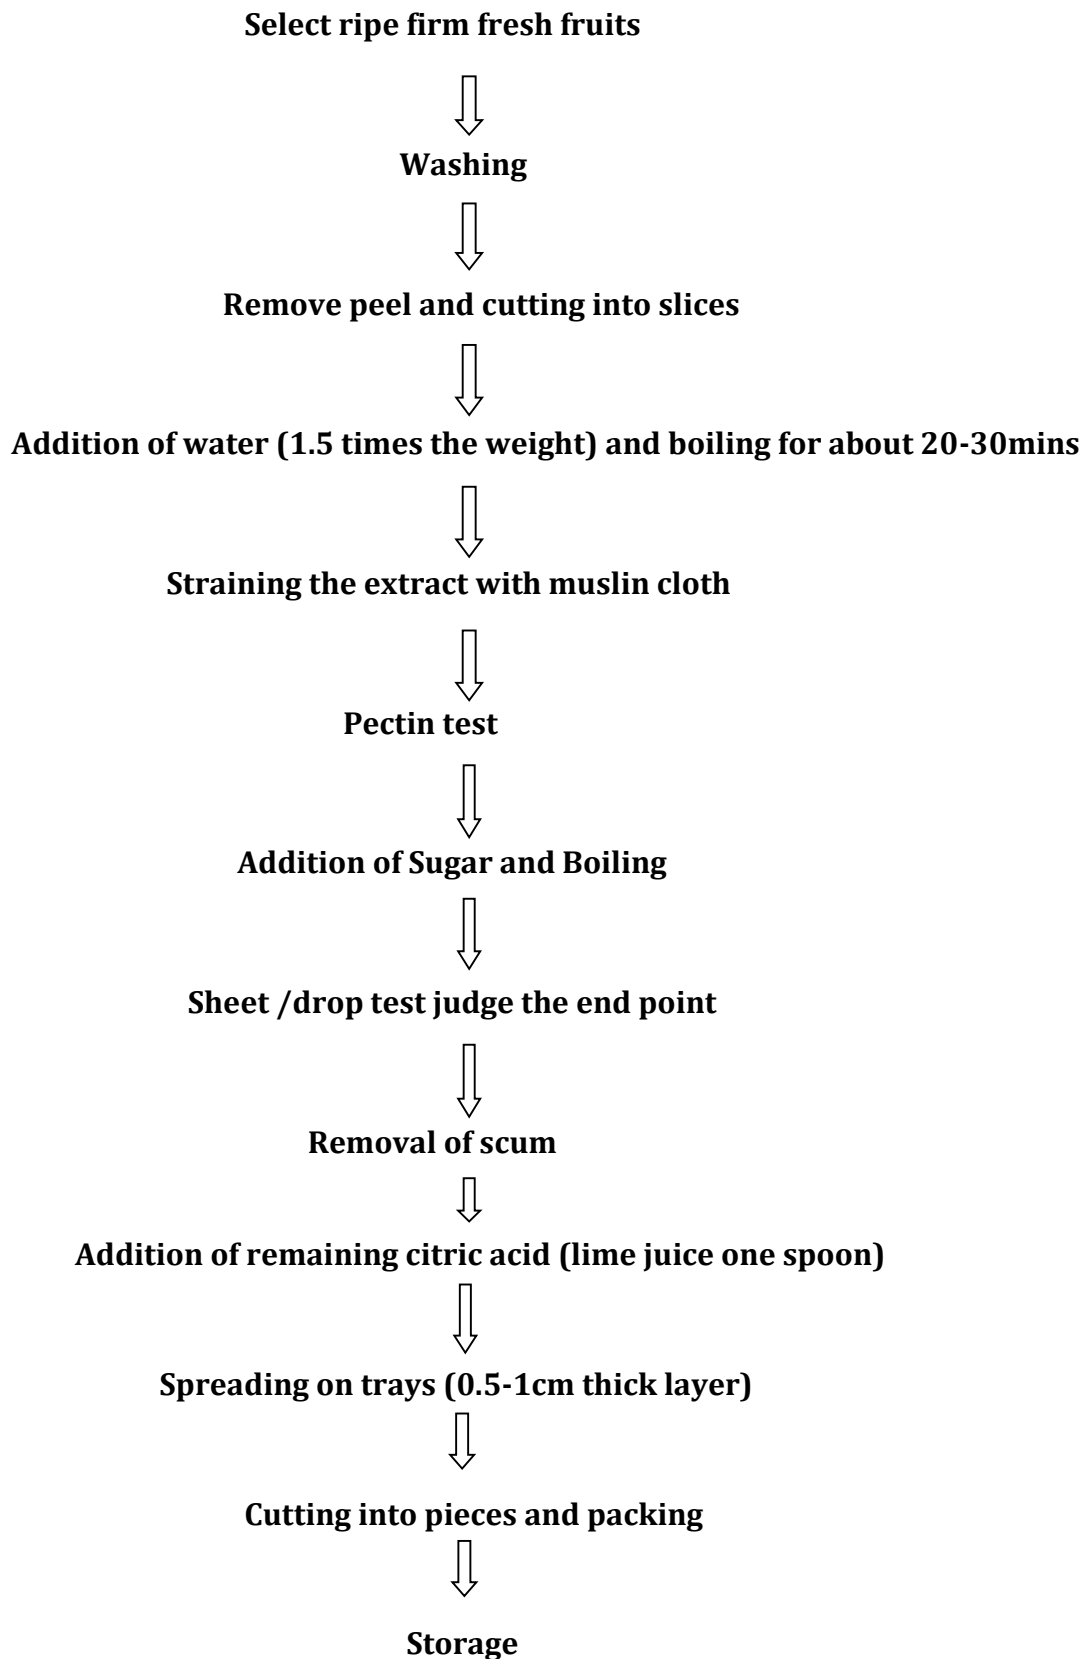 Select ripe firm fresh fruits
Washing
Remove peel and cutting into slices
Addition of water (1.5 times the weight) and boiling for about 20-30mins
Straining the extract with muslin cloth
Pectin test
Addition of Sugar and Boiling
Sheet /drop test judge the end point
Removal of scum
Addition of remaining citric acid (lime juice one spoon)
Spreading on trays (0.5-1cm thick layer)
Cutting into pieces and packing
Storage